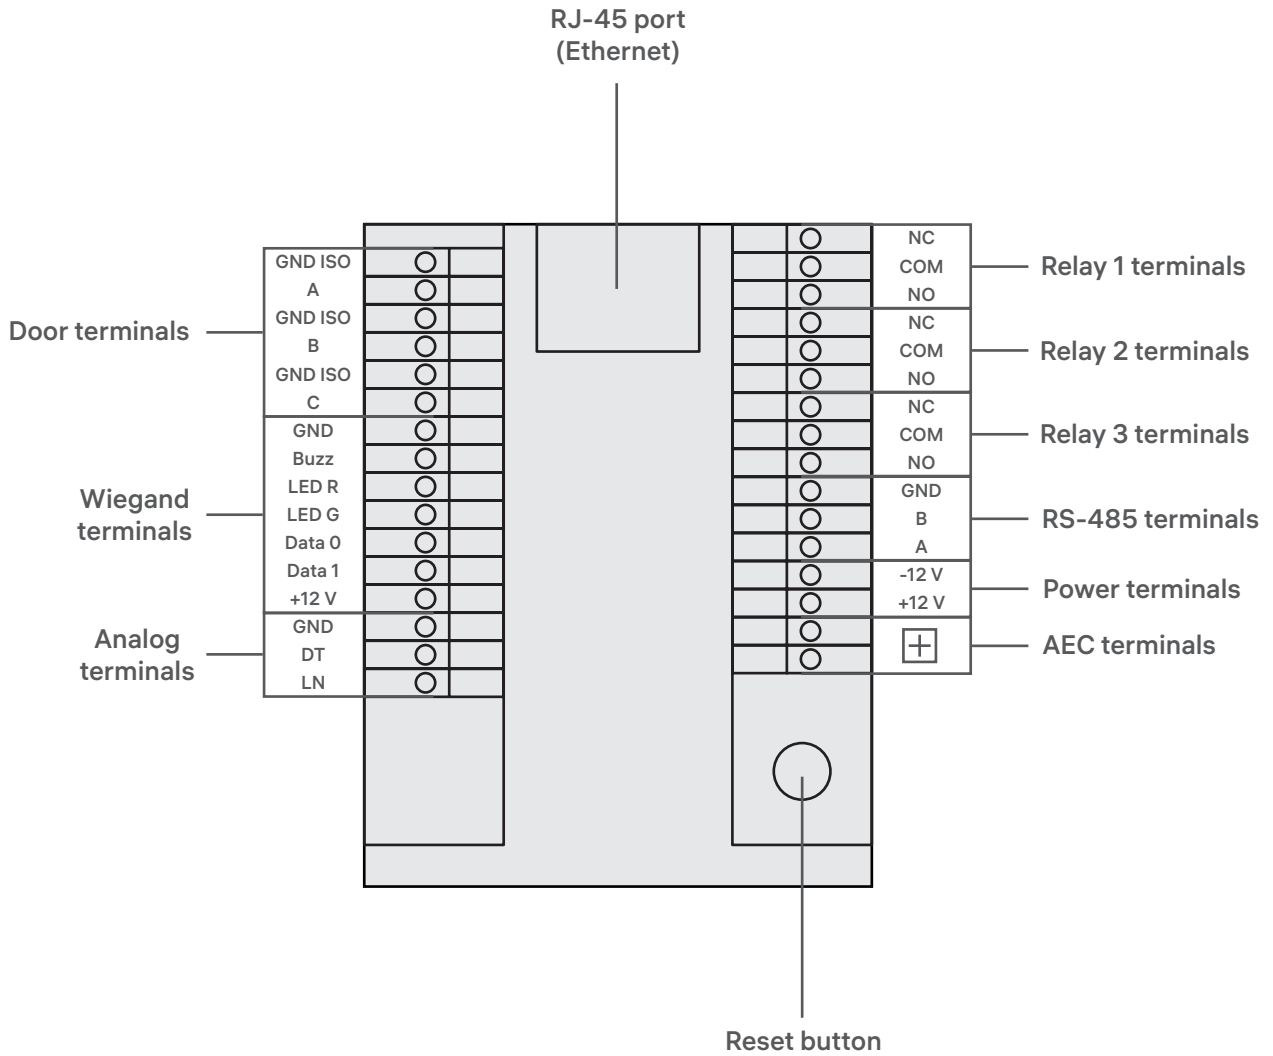 RJ-45 port
(Ethernet)
Door terminals
GND ISO
A
GND ISO
B
GND ISO
C
Wiegand
terminals
GND
Buzz
LED R
LED G
Data 0
Data 1
+12 V
Analog
terminals
GND
DT
LN
NC
COM
NO
Relay 1 terminals
NC
COM
NO
Relay 2 terminals
NC
COM
NO
Relay 3 terminals
GND
B
A
RS-485 terminals
-12 V
+12 V
Power terminals
AEC terminals
Reset button